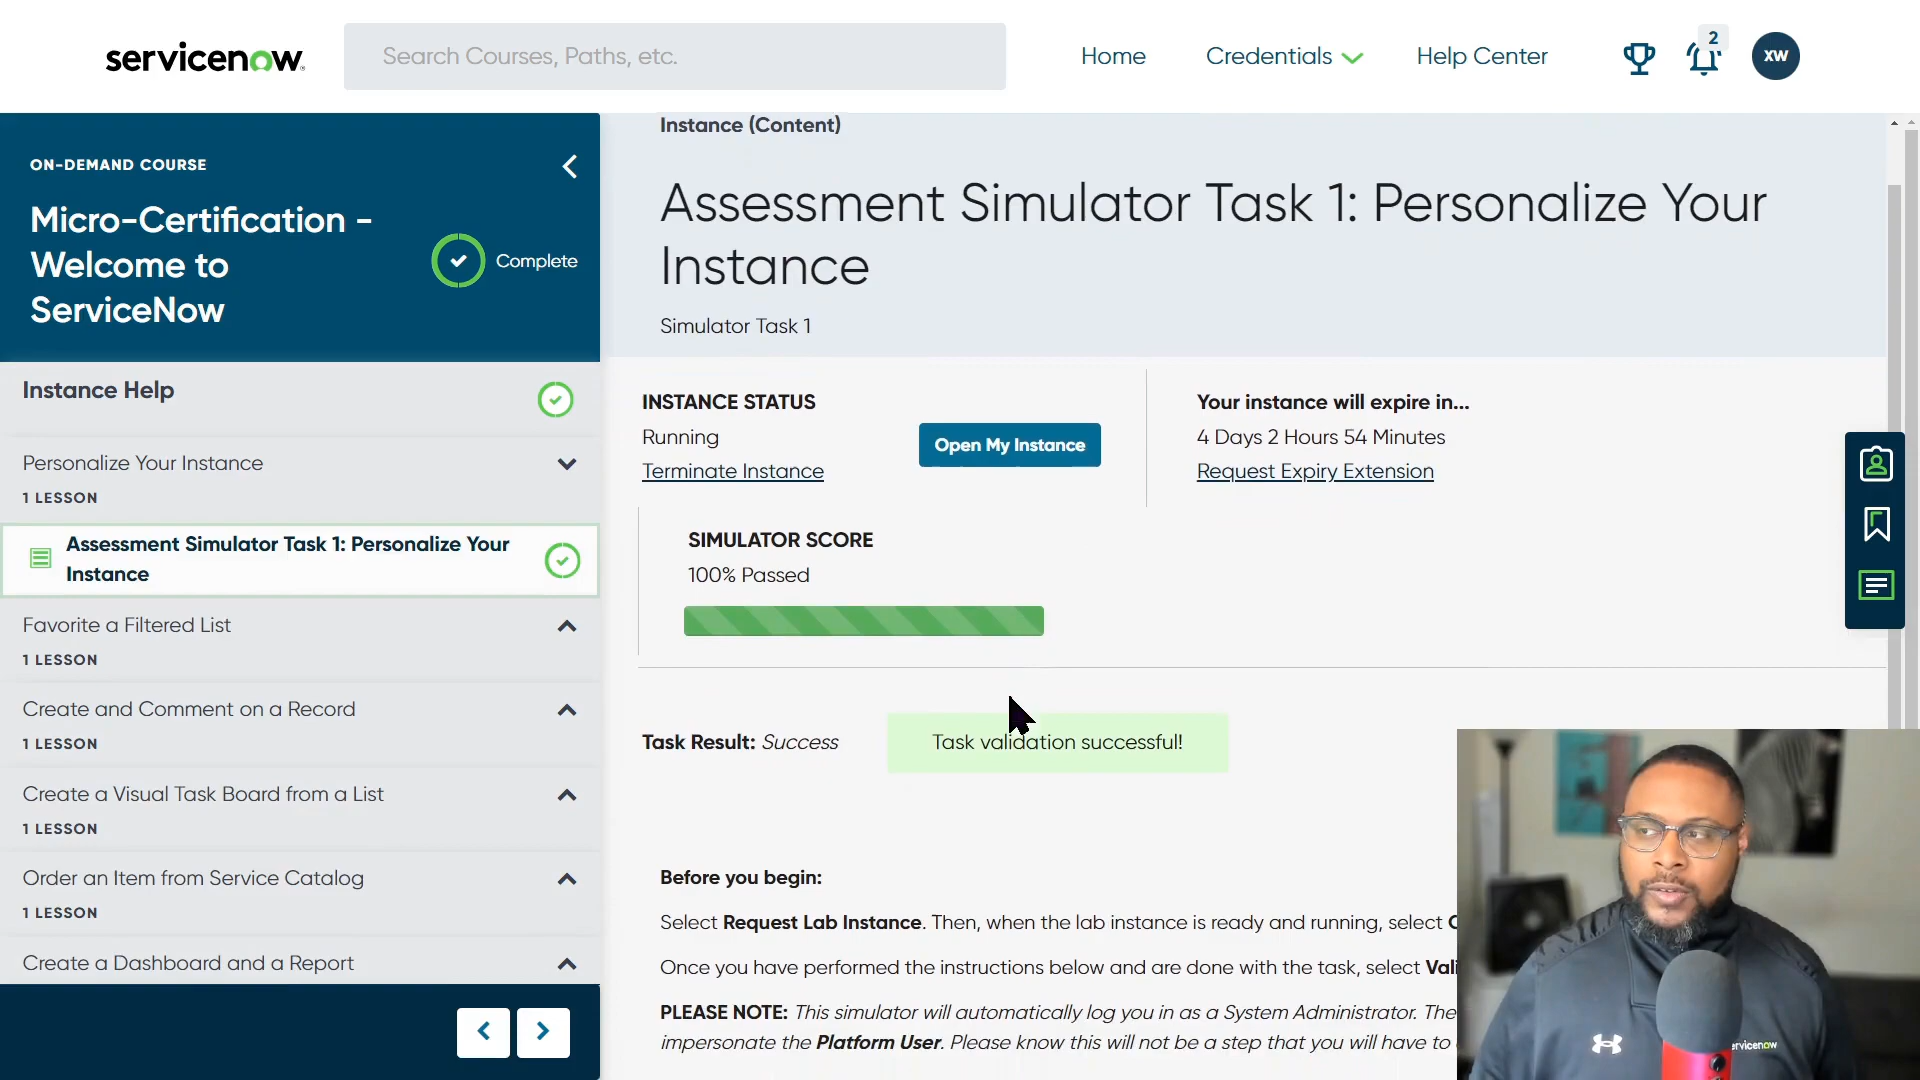 servicenow
Search Courses, Paths, etc.
Home
Credentials
Help Center
2
XW
ON-DEMAND COURSE
Micro-Certification -
Welcome to
ServiceNow
Complete
Instance Help
Personalize Your Instance
1 LESSON
Assessment Simulator Task 1: Personalize Your
Instance
Favorite a Filtered List
1 LESSON
Create and Comment on a Record
1 LESSON
Create a Visual Task Board from a List
1 LESSON
Order an Item from Service Catalog
1 LESSON
Create a Dashboard and a Report
Instance (Content)
Assessment Simulator Task 1: Personalize Your
Instance
Simulator Task 1
INSTANCE STATUS
Running
Terminate Instance
Open My Instance
Your instance will expire in...
4 Days 2 Hours 54 Minutes
Request Expiry Extension
SIMULATOR SCORE
100% Passed
Task Result: Success
Task validation successful!
Before you begin:
Select Request Lab Instance. Then, when the lab instance is ready and running, select
Once you have performed the instructions below and are done with the task, select
PLEASE NOTE: This simulator will automatically log you in as a System Administrator. The
impersonate the Platform User. Please know this will not be a step that you will have to